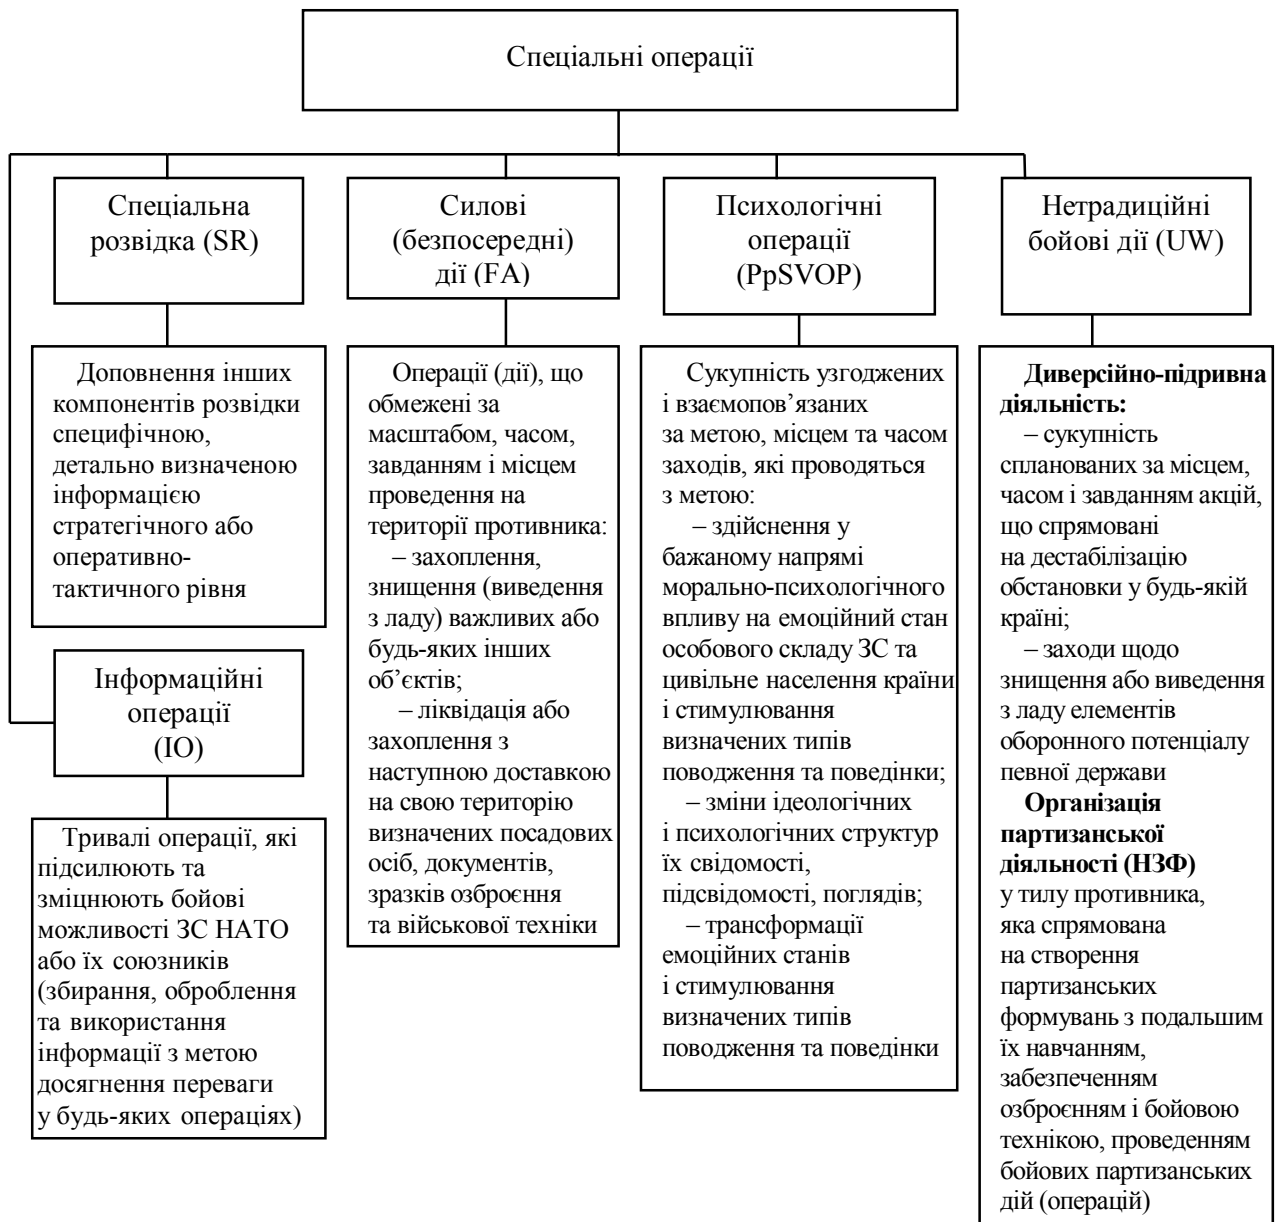 Спеціальні операції
Спеціальна
розвідка (SR)
Доповнення інших
компонентів розвідки
специфічною,
детально визначеною
інформацією
стратегічного або
оперативно-
тактичного рівня
Інформаційні
операції
(IO)
Тривалі операції, які
підсилюють та
зміцнюють бойові
можливості ЗС НАТО
або їх союзників
(збирання, оброблення
та використання
інформації з метою
досягнення переваги
у будь-яких операціях)
Силові
(безпосередні)
дії (FA)
Операції (дії), що
обмежені за
масштабом, часом,
завданням і місцем
проведення на
території противника:
– захоплення,
знищення (виведення
з ладу) важливих або
будь-яких інших
об’єктів;
– ліквідація або
захоплення з
наступною доставкою
на свою територію
визначених посадових
осіб, документів,
зразків озброєння
та військової техніки
Психологічні
операції
(PpSVOP)
Сукупність узгоджених
і взаємопов’язаних
за метою, місцем та часом
заходів, які проводяться
з метою:
– здійснення у
бажаному напрямі
морально-психологічного
впливу на емоційний стан
особового складу ЗС та
цивільне населення країни
і стимулювання
визначених типів
поводження та поведінки;
– зміни ідеологічних
і психологічних структур
їх свідомості,
підсвідомості, поглядів;
– трансформації
емоційних станів
і стимулювання
визначених типів
поводження та поведінки
Нетрадиційні
бойові дії (UW)
Диверсійно-підривна
діяльність:
– сукупність
спланованих за місцем,
часом і завданням акцій,
що спрямовані
на дестабілізацію
обстановки у будь-якій
країні;
– заходи щодо
знищення або виведення
з ладу елементів
оборонного потенціалу
певної держави
Організація
партизанської
діяльності (НЗФ)
у тилу противника,
яка спрямована
на створення
партизанських
формувань з подальшим
їх навчанням,
забезпеченням
озброєнням і бойовою
технікою, проведенням
бойових партизанських
дій (операцій)